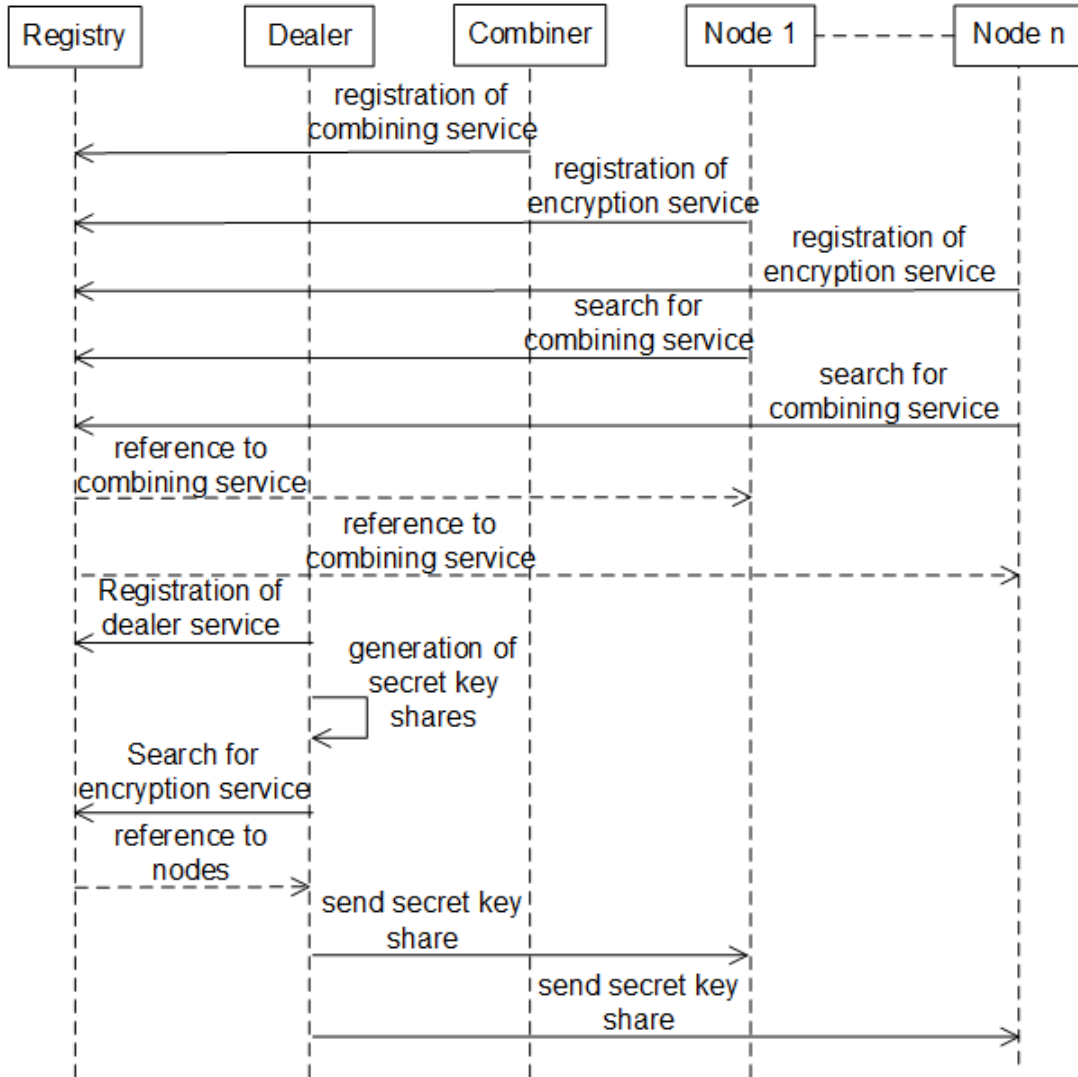 Registry
Dealer
Combiner
Node 1
Node n
registration of
combining service
registration of
encryption service
registration of
encryption service
search for
combining service
search for
combining service
reference to
combining service
reference to
combining service
Registration of
dealer service
generation of
secret key
shares
Search for
encryption service
reference to
nodes
send secret key
share
send secret key
share